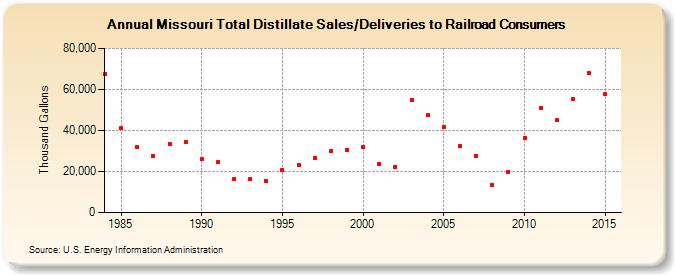 Annual Missouri Total Distillate Sales/Deliveries to Railroad Consumers
Thousand Gallons
80,000
60,000
40,000
20,000
0
1985 1990 1995 2000 2005 2010 2015
Source: U.S. Energy Information Administration